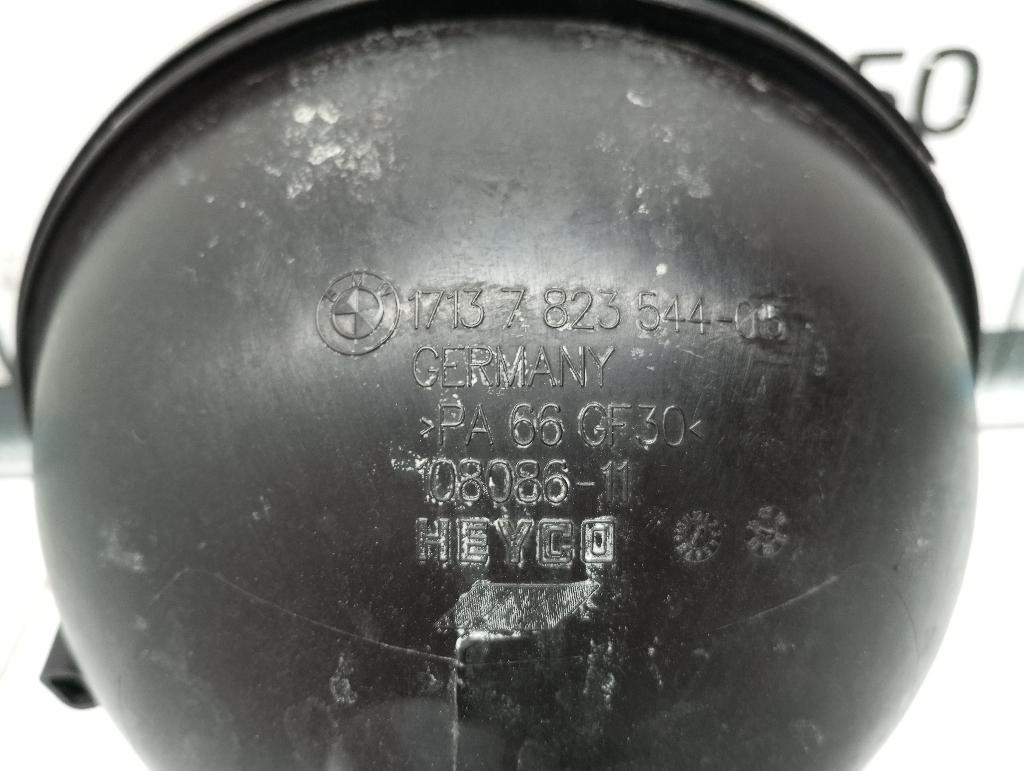 BMW 1713 7 823 544-05
GERMANY
>PA 66 GF30<
108086-11
HEYCO